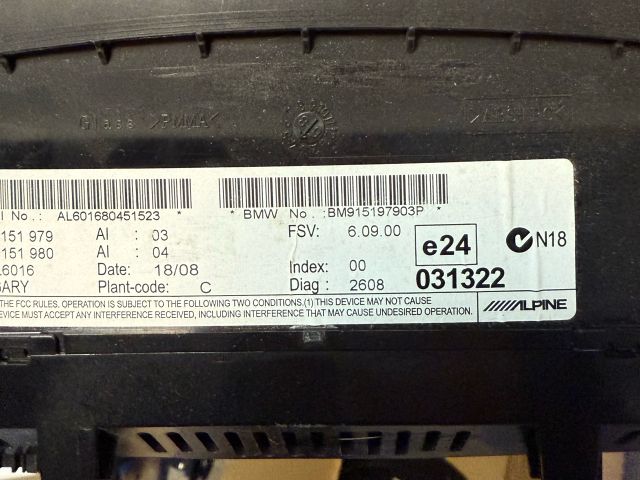 Glass >PMMA<
l No.: AL601680451523 *
* BMW No.:BM915197903P *
151 979 AI : 03 FSV: 6.09.00
151 980 AI : 04
6016 Date: 18/08 Index: 00
GARY Plant-code: C Diag: 2608
e24
031322
N18
FCC RULES, OPERATION IS SUBJECT TO THE FOLLOWING TWO CONDITIONS.(1) THIS DEVICE MAY NOT CAUSE
DEVICE MUST ACCEPT ANY INTERFERENCE RECEIVED, INCLUDING INTERFERENCE THAT MAY CAUSE UNDESIRED OPERATION.
ALPINE